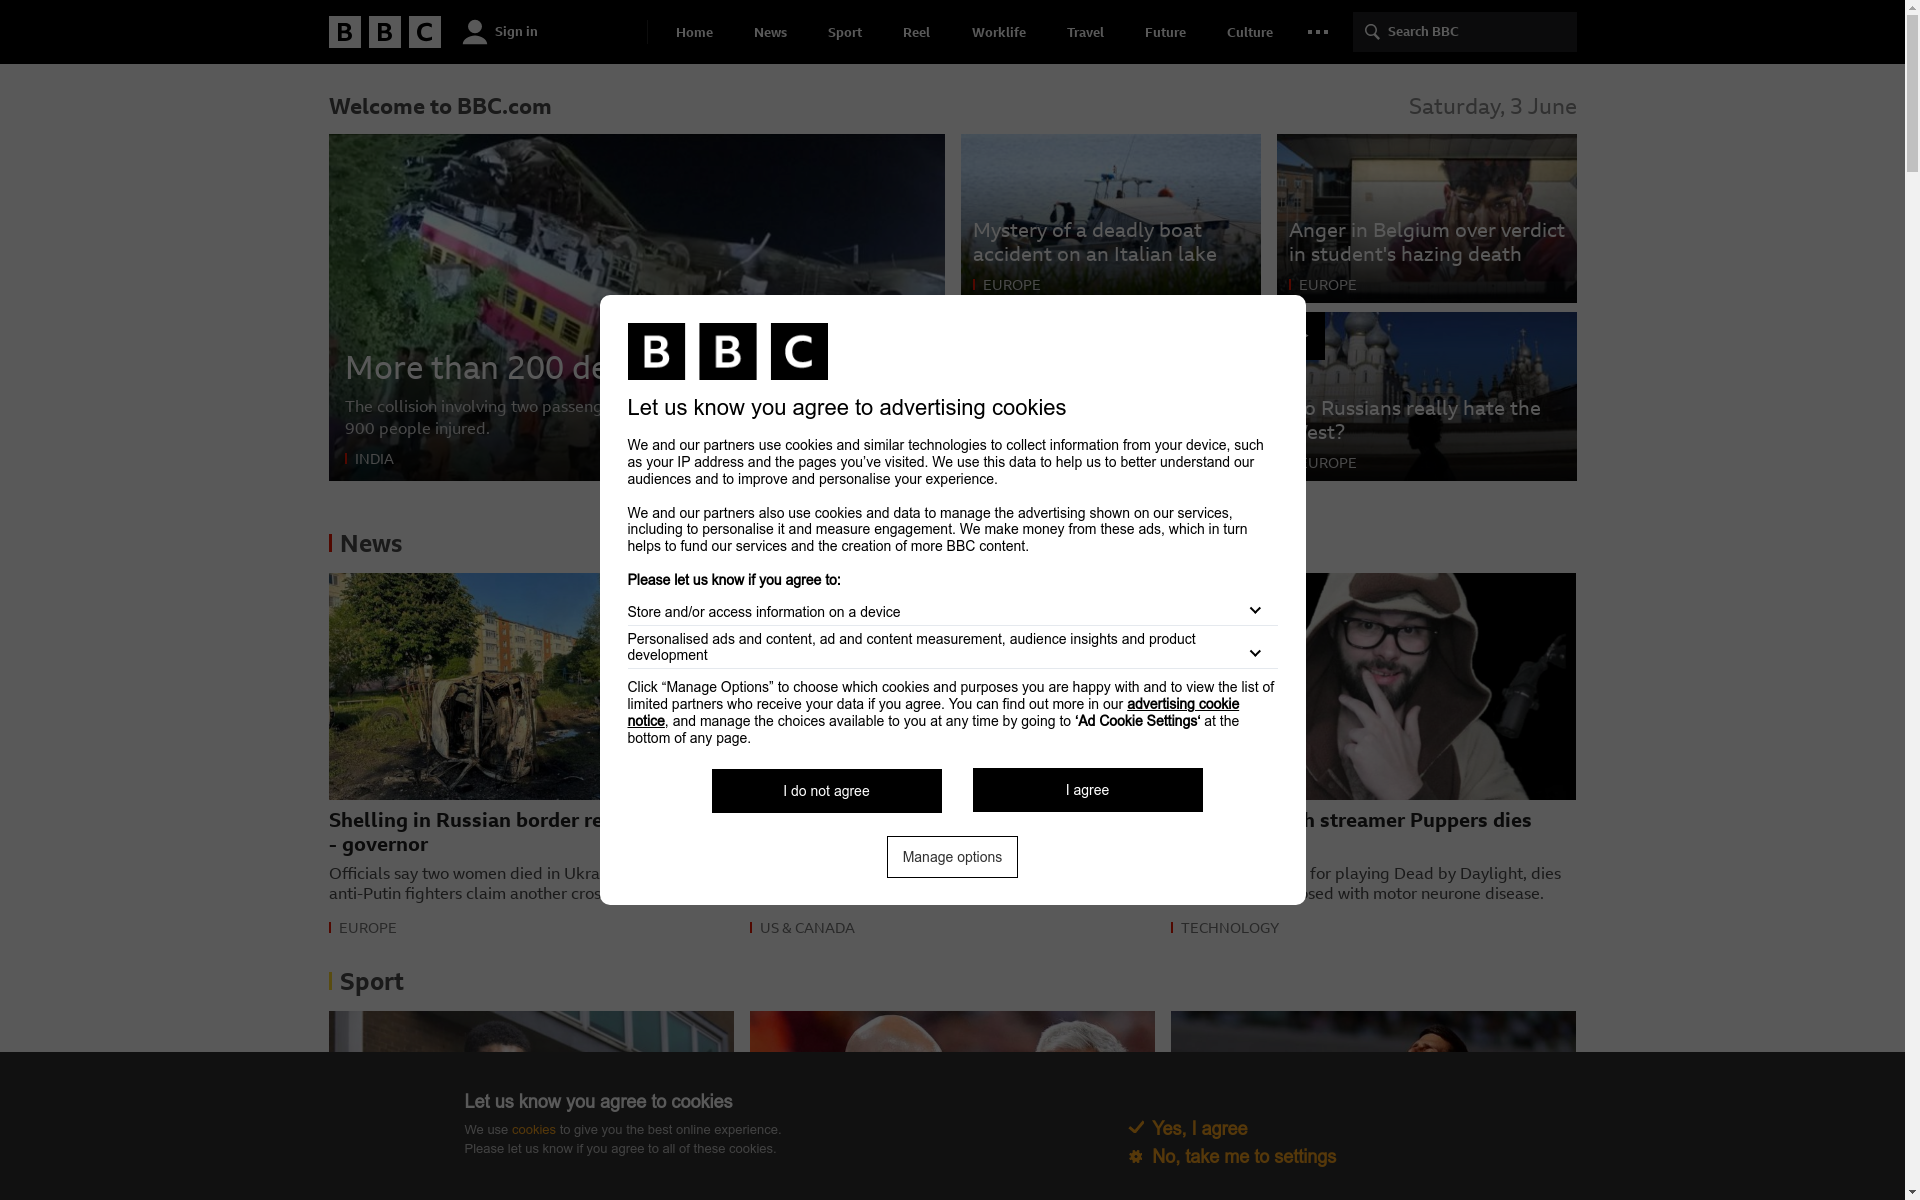 BBC
Sign in
Home
News
Sport
Reel
Worklife
Travel
Future
Culture
Search BBC
Welcome to BBC.com
Saturday, 3 June
More than 200 de
The collision involving two passeng
900 people injured.
INDIA
Mystery of a deadly boat
accident on an Italian lake
EUROPE
Anger in Belgium over verdict
in student's hazing death
EUROPE
o Russians really hate the
est?
UROPE
BBC
Let us know you agree to advertising cookies
We and our partners use cookies and similar technologies to collect information from your device, such
as your IP address and the pages you’ve visited. We use this data to help us to better understand our
audiences and to improve and personalise your experience.
We and our partners also use cookies and data to manage the advertising shown on our services,
including to personalise it and measure engagement. We make money from these ads, which in turn
helps to fund our services and the creation of more BBC content.
Please let us know if you agree to:
Store and/or access information on a device
Personalised ads and content, ad and content measurement, audience insights and product
development
Click “Manage Options” to choose which cookies and purposes you are happy with and to view the list of
limited partners who receive your data if you agree. You can find out more in our advertising cookie
notice, and manage the choices available to you at any time by going to ‘Ad Cookie Settings‘ at the
bottom of any page.
I do not agree
I agree
Manage options
News
Shelling in Russian border re
- governor
Officials say two women died in Ukra
anti-Putin fighters claim another cros
EUROPE
US & CANADA
h streamer Puppers dies
for playing Dead by Daylight, dies
sed with motor neurone disease.
TECHNOLOGY
Sport
Let us know you agree to cookies
We use cookies to give you the best online experience.
Please let us know if you agree to all of these cookies.
Yes, I agree
No, take me to settings